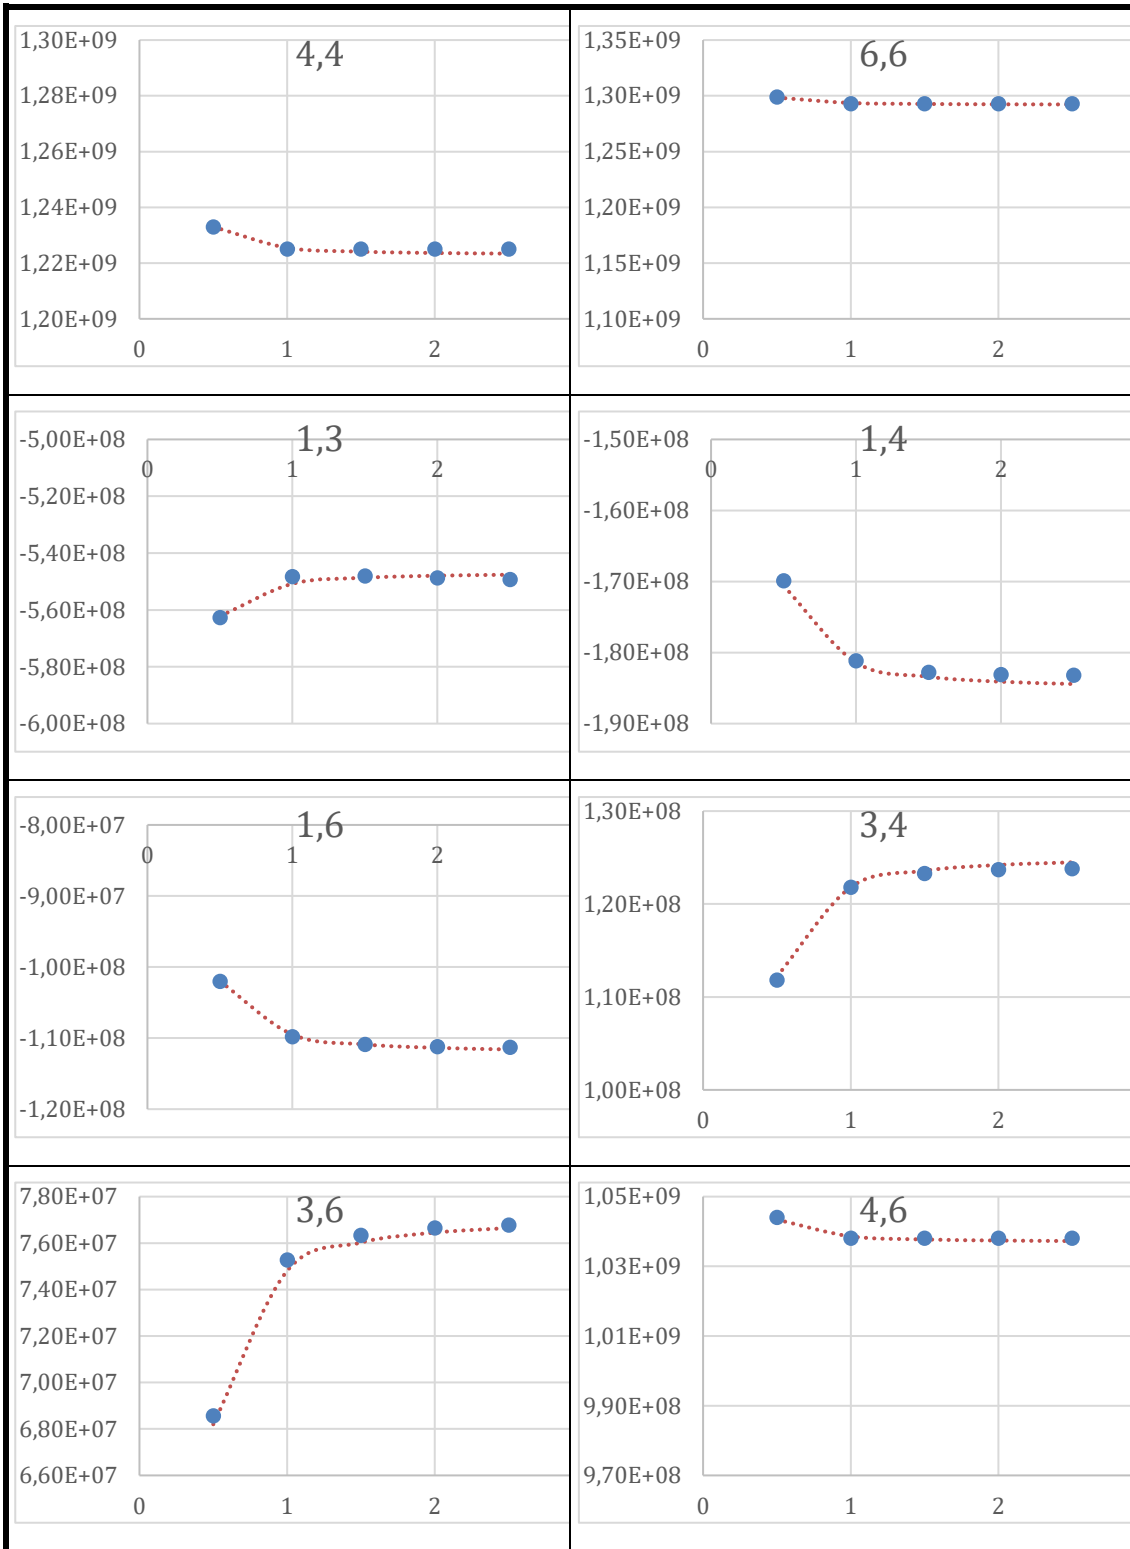 4,4
1,30E+09
1,28E+09
1,26E+09
1,24E+09
1,22E+09
1,20E+09
0 1 2
6,6
1,35E+09
1,30E+09
1,25E+09
1,20E+09
1,15E+09
1,10E+09
0 1 2
1,3
-5,00E+08
0 1 2
-5,20E+08
-5,40E+08
-5,60E+08
-5,80E+08
-6,00E+08
1,4
-1,50E+08
0 1 2
-1,60E+08
-1,70E+08
-1,80E+08
-1,90E+08
1,6
-8,00E+07
0 1 2
-9,00E+07
-1,00E+08
-1,10E+08
-1,20E+08
3,4
1,30E+08
1,20E+08
1,10E+08
1,00E+08
0 1 2
3,6
7,80E+07
7,60E+07
7,40E+07
7,20E+07
7,00E+07
6,80E+07
6,60E+07
0 1 2
4,6
1,05E+09
1,03E+09
1,01E+09
9,90E+08
9,70E+08
0 1 2